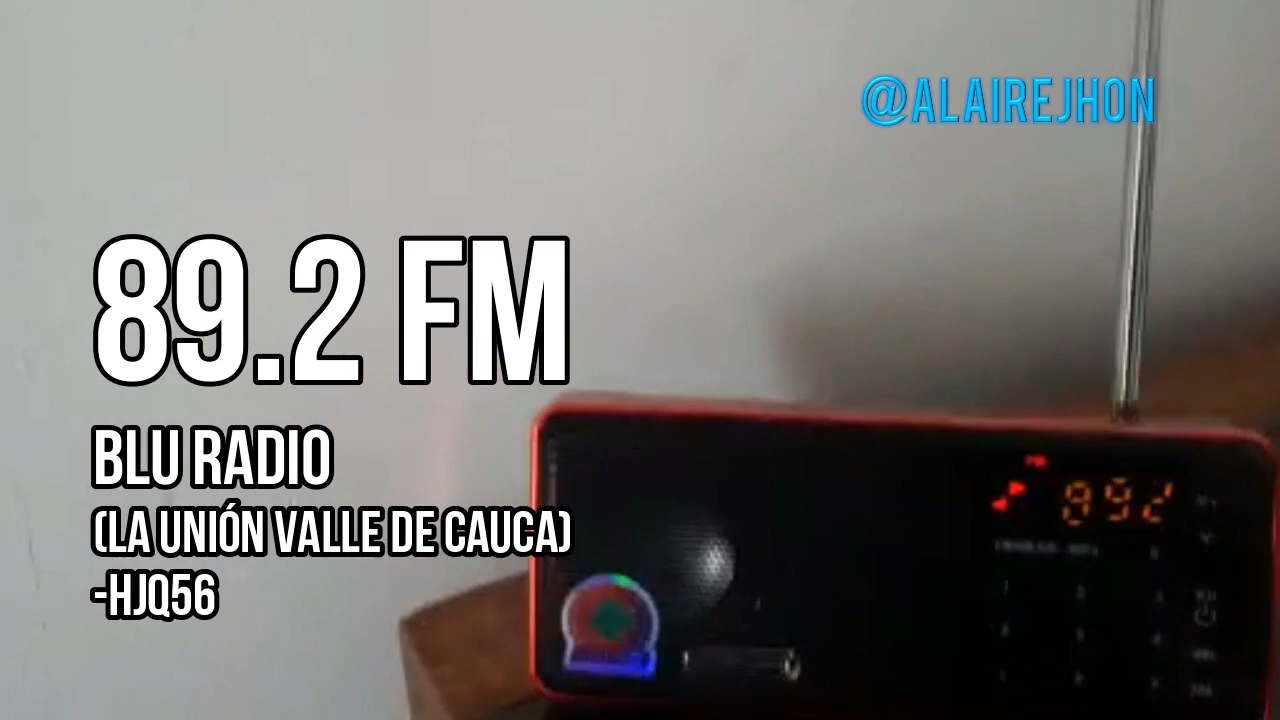 @ALAIREJHON
89.2 FM
BLU RADIO
(LA UNIÓN VALLE DE CAUCA)
-HJQ56
892